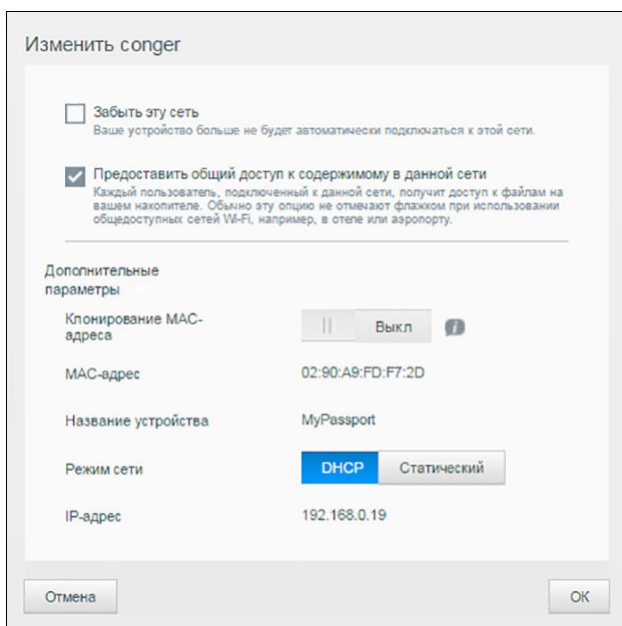 Изменить conger
Забыть эту сеть
Ваше устройство больше не будет автоматически подключаться к этой сети.
Предоставить общий доступ к содержимому в данной сети
Каждый пользователь, подключенный к данной сети, получит доступ к файлам на
вашем накопителе. Обычно эту опцию не отмечают флажком при использовании
общедоступных сетей Wi-Fi, например, в отеле или аэропорту.
Дополнительные
параметры
Клонирование MAC-
адреса
Выкл
i
MAC-адрес
02:90:A9:FD:F7:2D
Название устройства
MyPassport
Режим сети
DHCP
Статический
IP-адрес
192.168.0.19
Отмена
OK